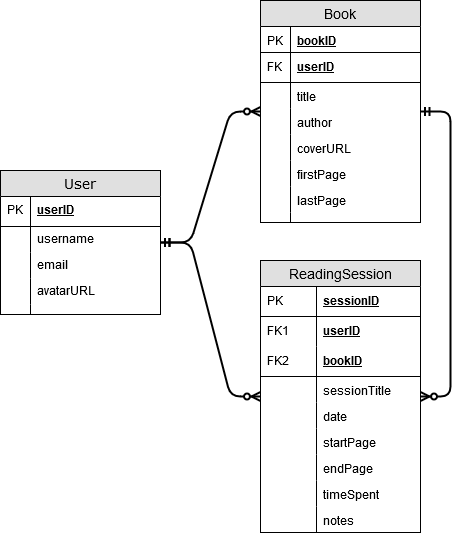 Book
PK bookID
FK userID
title
author
coverURL
firstPage
lastPage
User
PK userID
username
email
avatarURL
ReadingSession
PK sessionID
FK1 userID
FK2 bookID
sessionTitle
date
startPage
endPage
timeSpent
notes